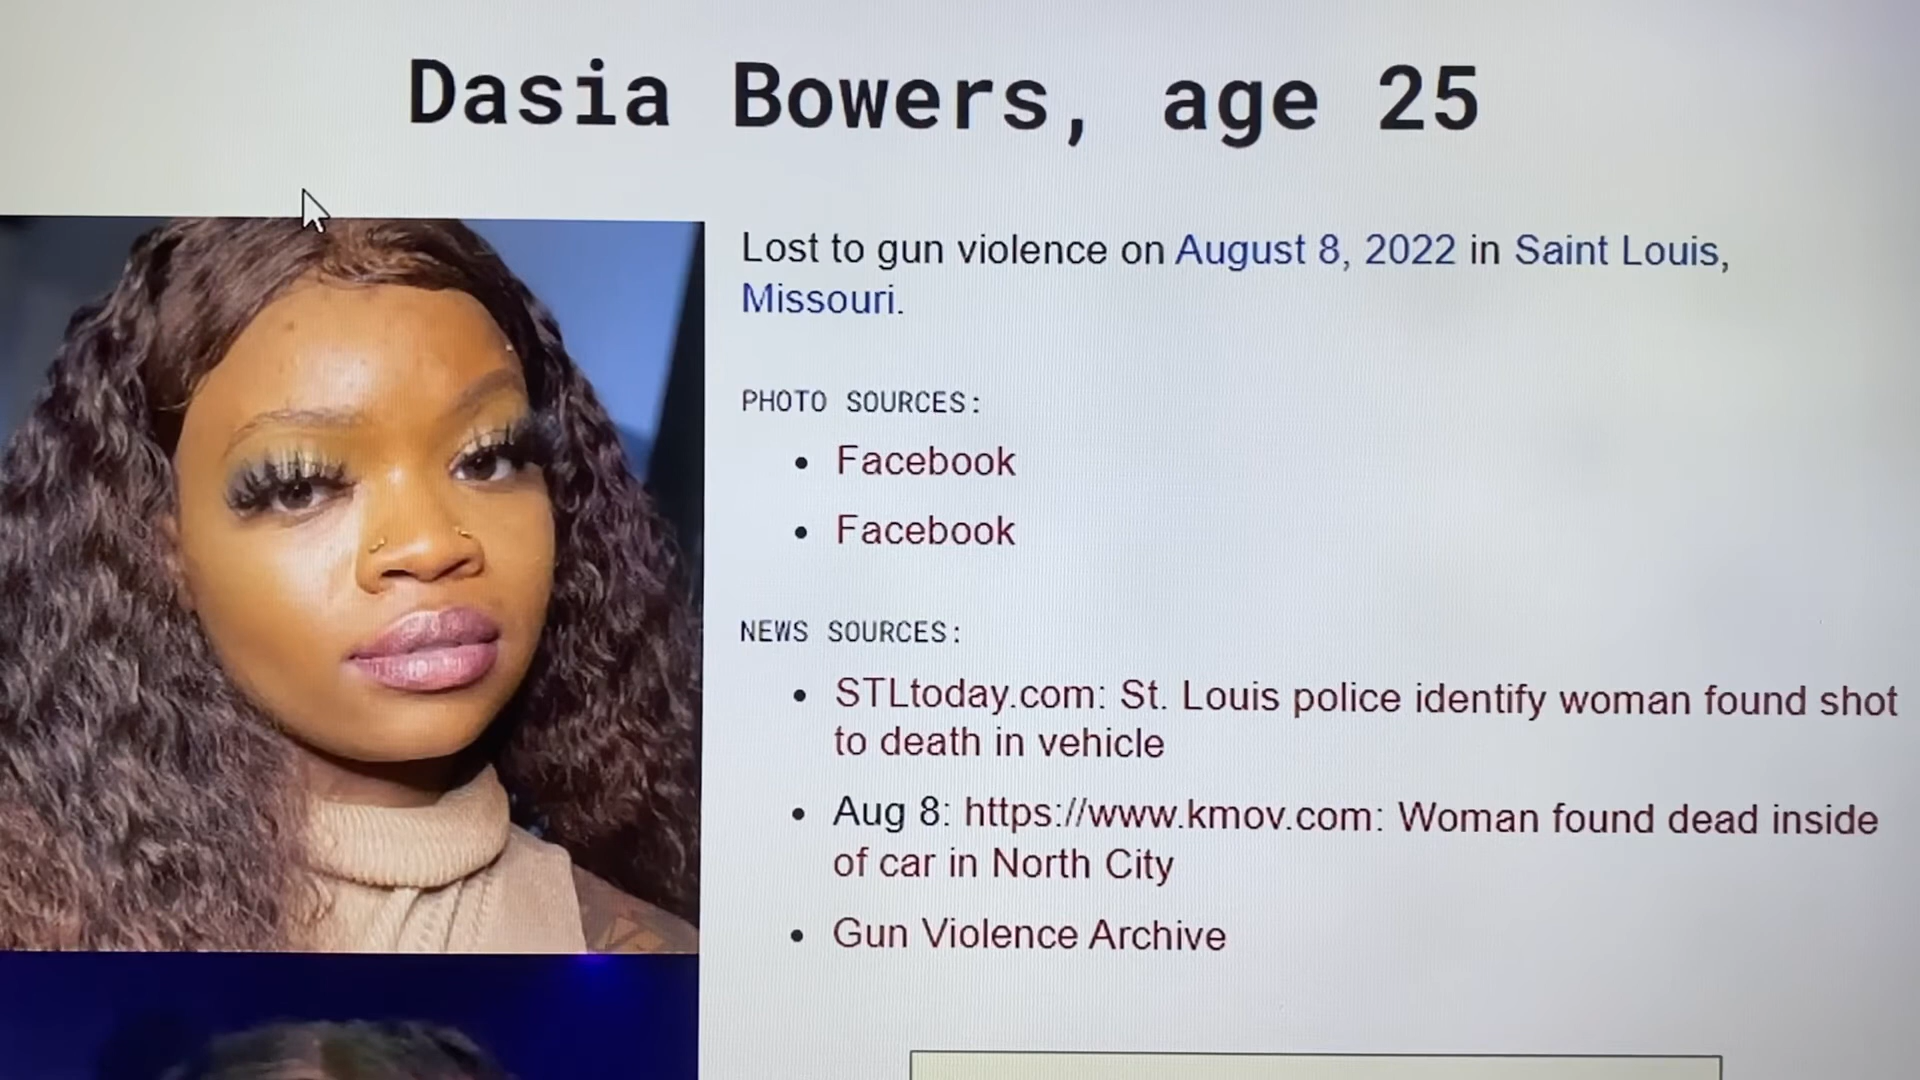 Dasia Bowers, age 25
Lost to gun violence on August 8, 2022 in Saint Louis,
Missouri.
PHOTO SOURCES:
• Facebook
• Facebook
NEWS SOURCES:
• STLtoday.com: St. Louis police identify woman found shot
to death in vehicle
• Aug 8: https://www.kmov.com: Woman found dead inside
of car in North City
• Gun Violence Archive